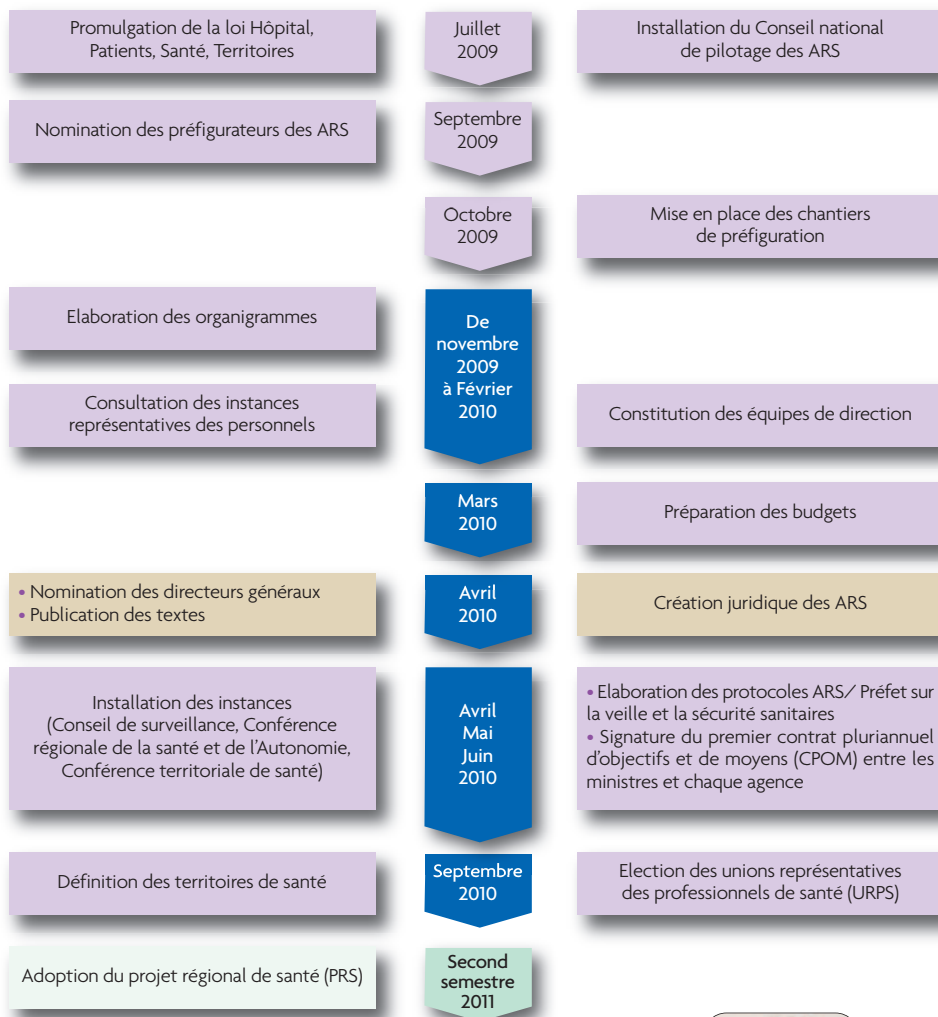 Promulgation de la loi Hôpital,
Patients, Santé, Territoires
Juillet
2009
Installation du Conseil national
de pilotage des ARS
Nomination des préfigurateurs des ARS
Septembre
2009
Octobre
2009
Mise en place des chantiers
de préfiguration
Elaboration des organigrammes
De
novembre
2009
à Février
2010
Consultation des instances
représentatives des personnels
Constitution des équipes de direction
Mars
2010
Préparation des budgets
• Nomination des directeurs généraux
• Publication des textes
Avril
2010
Création juridique des ARS
Installation des instances
(Conseil de surveillance, Conférence
régionale de la santé et de l'Autonomie,
Conférence territoriale de santé)
Avril
Mai
Juin
2010
• Elaboration des protocoles ARS/ Préfet sur
la veille et la sécurité sanitaires
• Signature du premier contrat pluriannuel
d'objectifs et de moyens (CPOM) entre les
ministres et chaque agence
Définition des territoires de santé
Septembre
2010
Election des unions représentatives
des professionnels de santé (URPS)
Adoption du projet régional de santé (PRS)
Second
semestre
2011